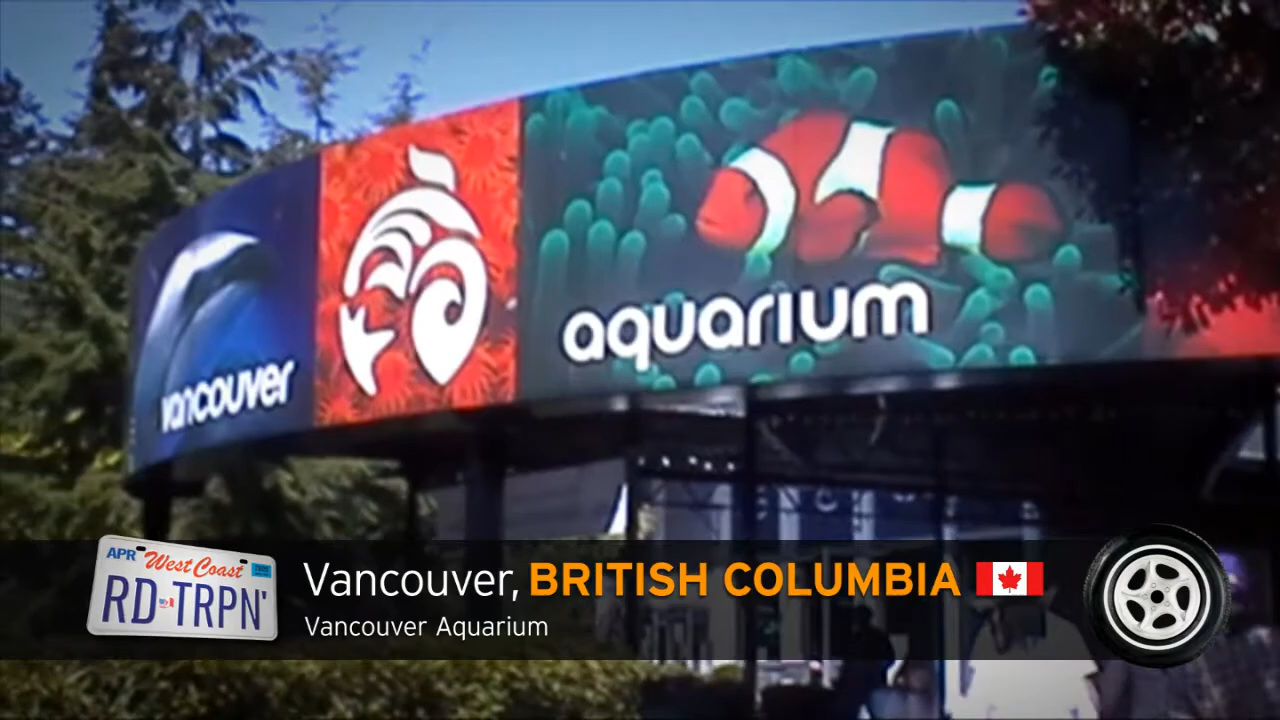 vancouver
aquarium
APR West Coast
RD TRPN'
Vancouver, BRITISH COLUMBIA
Vancouver Aquarium